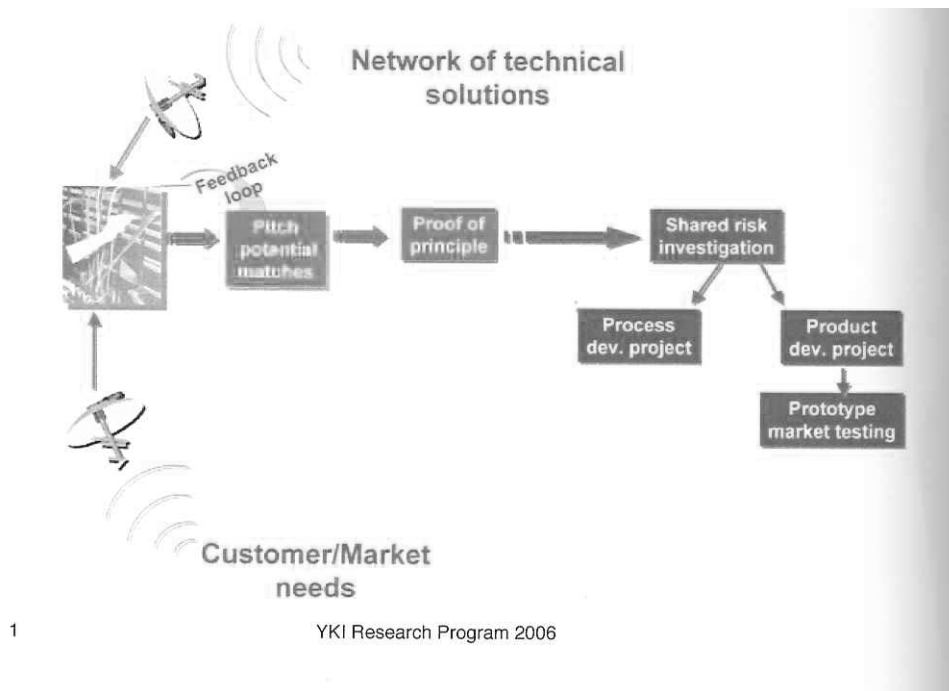 Network of technical
solutions
Feedback
loop
Pitch
potential
matches
Proof of
principle
Shared risk
investigation
Process
dev. project
Product
dev. project
Prototype
market testing
Customer/Market
needs
1
YKI Research Program 2006